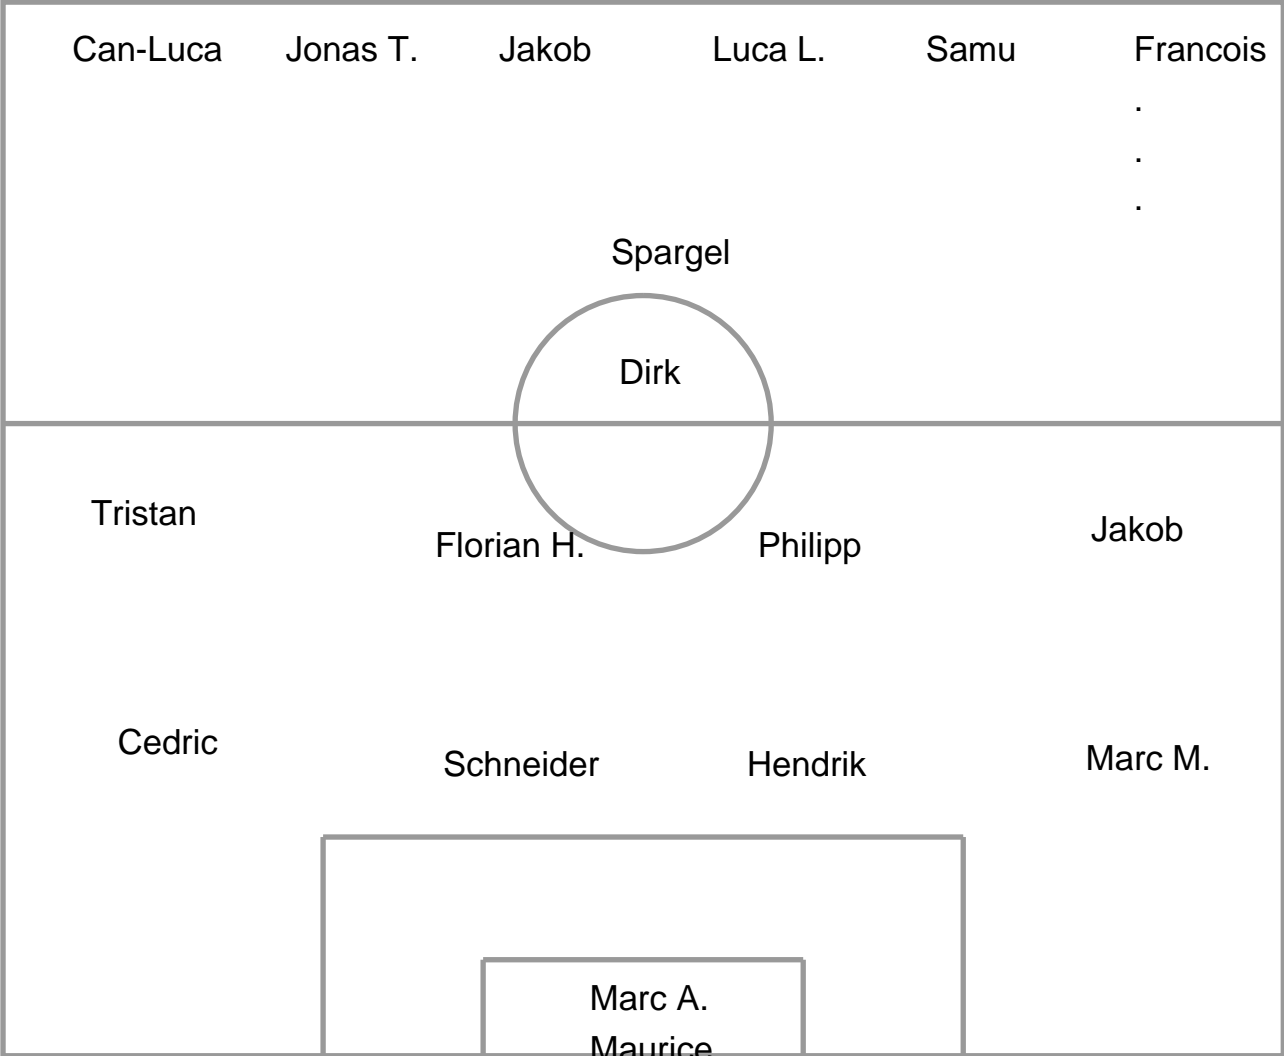 Can-Luca Jonas T. Jakob Luca L. Samu Francois
.
.
.
Spargel
Dirk
Tristan
Jakob
Florian H. Philipp
Cedric
Marc M.
Schneider Hendrik
Marc A.
Maurice